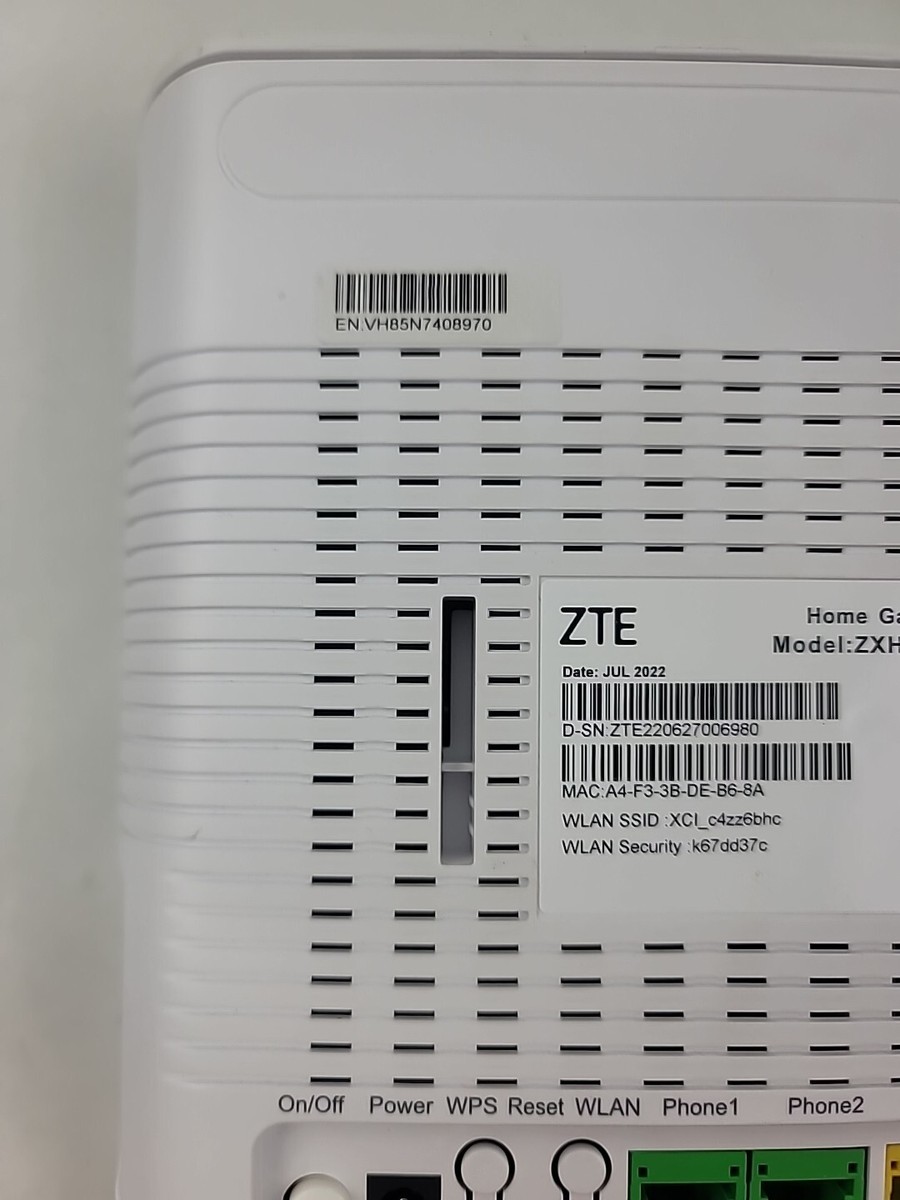 EN:VH85N7408970
ZTE
Home Ga
Model:ZXH
Date: JUL 2022
D-SN:ZTE220627006980
MAC:A4-F3-3B-DE-B6-8A
WLAN SSID :XCI_c4zz6bhc
WLAN Security :k67dd37c
On/Off Power WPS Reset WLAN Phone1 Phone2